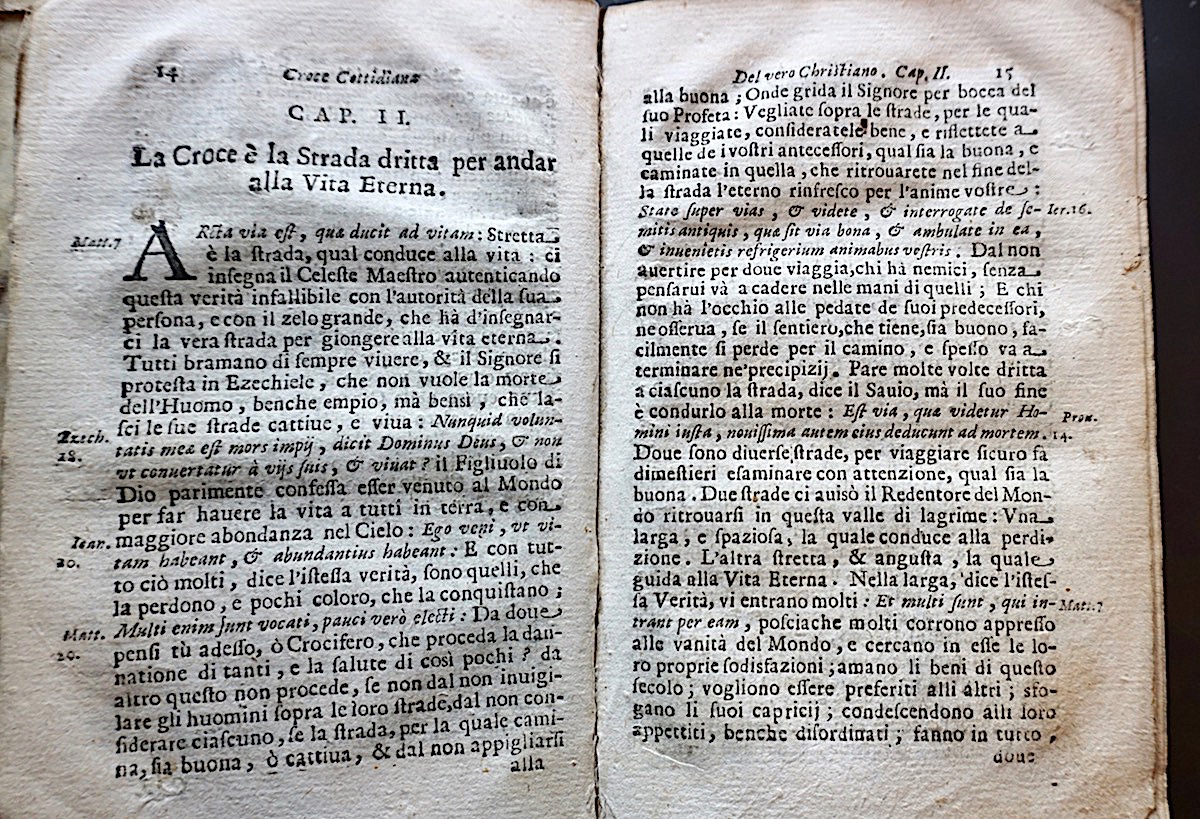 14 Croce Cottidiana
CAP. II.
La Croce è la Strada dritta per andar
alla Vita Eterna.
Matt. 7 ARcta via est, quæ ducit ad vitam: Stretta
è la ſtrada, qual conduce alla vita : ci
inſegna il Celeste Maeſtro autenticando
queſta verità infallibile con l'autorità della ſua
perſona, e con il zelo grande, che hà d'inſegnar-
ci la vera ſtrada per giongere alla vita eterna.
Tutti bramano di ſempre viuere, & il Signore ſi
proteſta in Ezechiele, che non vuole la morte
dell'Huomo, benche empio, mà bensì, che la-
ſci le ſue ſtrade cattiue, e viua: Nunquid volun-
Ezech. 18. tatis meæ est mors impij, dicit Dominus Deus, & non
vt conuertatur à vijs ſuis, & viuat? il Figliuolo di
Dio parimente confeſſa eſſer venuto al Mondo
per far hauere la vita a tutti in terra, e con
Ioan. maggiore abondanza nel Cielo: Ego veni, vt vi-
20. tam habeant, & abundantius habeant: E con tut-
to ciò molti, dice l'iſteſſa verità, ſono quelli, che
la perdono, e pochi coloro, che la conquiſtano;
Matt. Multi enim ſunt vocati, pauci verò electi: Da doue
20. penſi tù adeſſo, ò Crocifero, che proceda la dan-
natione di tanti, e la ſalute di così pochi? da
altro queſto non procede, ſe non dal non inuigi-
lare gli huomini ſopra le loro ſtrade, dal non con-
ſiderare ciaſcuno, ſe la ſtrada, per la quale cami-
na, ſia buona, ò cattiua, & dal non appigliarſi
alla
Del vero Chriſtiano. Cap. II. 15
alla buona; Onde grida il Signore per bocca del
ſuo Profeta: Vegliate ſopra le ſtrade, per le qua-
li viaggiate, conſideratele bene, e riflettete a
quelle de i voſtri anteceſſori, qual ſia la buona, e
caminate in quella, che ritrouarete nel fine del-
la ſtrada l'eterno rinfreſco per l'anime voſtre:
State ſuper vias, & videte, & interrogate de ſe- Ier. 16.
mitis antiquis, quæ ſit via bona, & ambulate in ea,
& inuenietis refrigerium animabus vestris. Dal non
auertire per doue viaggia, chi hà nemici, ſenza
penſarui và a cadere nelle mani di quelli; E chi
non hà l'occhio alle pedate de ſuoi predeceſſori,
ne oſſerua, ſe il ſentiero, che tiene, ſia buono, fa-
cilmente ſi perde per il camino, e ſpeſſo va a
terminare ne' precipizij. Pare molte volte dritta
a ciaſcuno la ſtrada, dice il Sauio, mà il ſuo fine
è condurlo alla morte: Eſt via, quæ videtur Ho- Prou.
mini iuſta, nouiſſima autem eius deducunt ad mortem. 14.
Doue ſono diuerſe ſtrade, per viaggiare ſicuro fà
dimeſtieri eſaminare con attenzione, qual ſia la
buona. Due ſtrade ci auisò il Redentore del Mon-
do ritrouarſi in queſta valle di lagrime: Vna
larga, e ſpazioſa, la quale conduce alla perdi-
zione. L'altra ſtretta, & anguſta, la quale
guida alla Vita Eterna. Nella larga, dice l'iſteſ-
ſa Verità, vi entrano molti: Et multi ſunt, qui in- Matt. 7
trant per eam, poſciache molti corrono appreſſo
alle vanità del Mondo, e cercano in eſſe le lo-
ro proprie ſodisfazioni; amano li beni di queſto
ſecolo; vogliono eſſere preferiti alli altri; sfo-
gano li ſuoi capricij; condeſcendono alli loro
appetiti, benche diſordinati; fanno in tutto,
doue